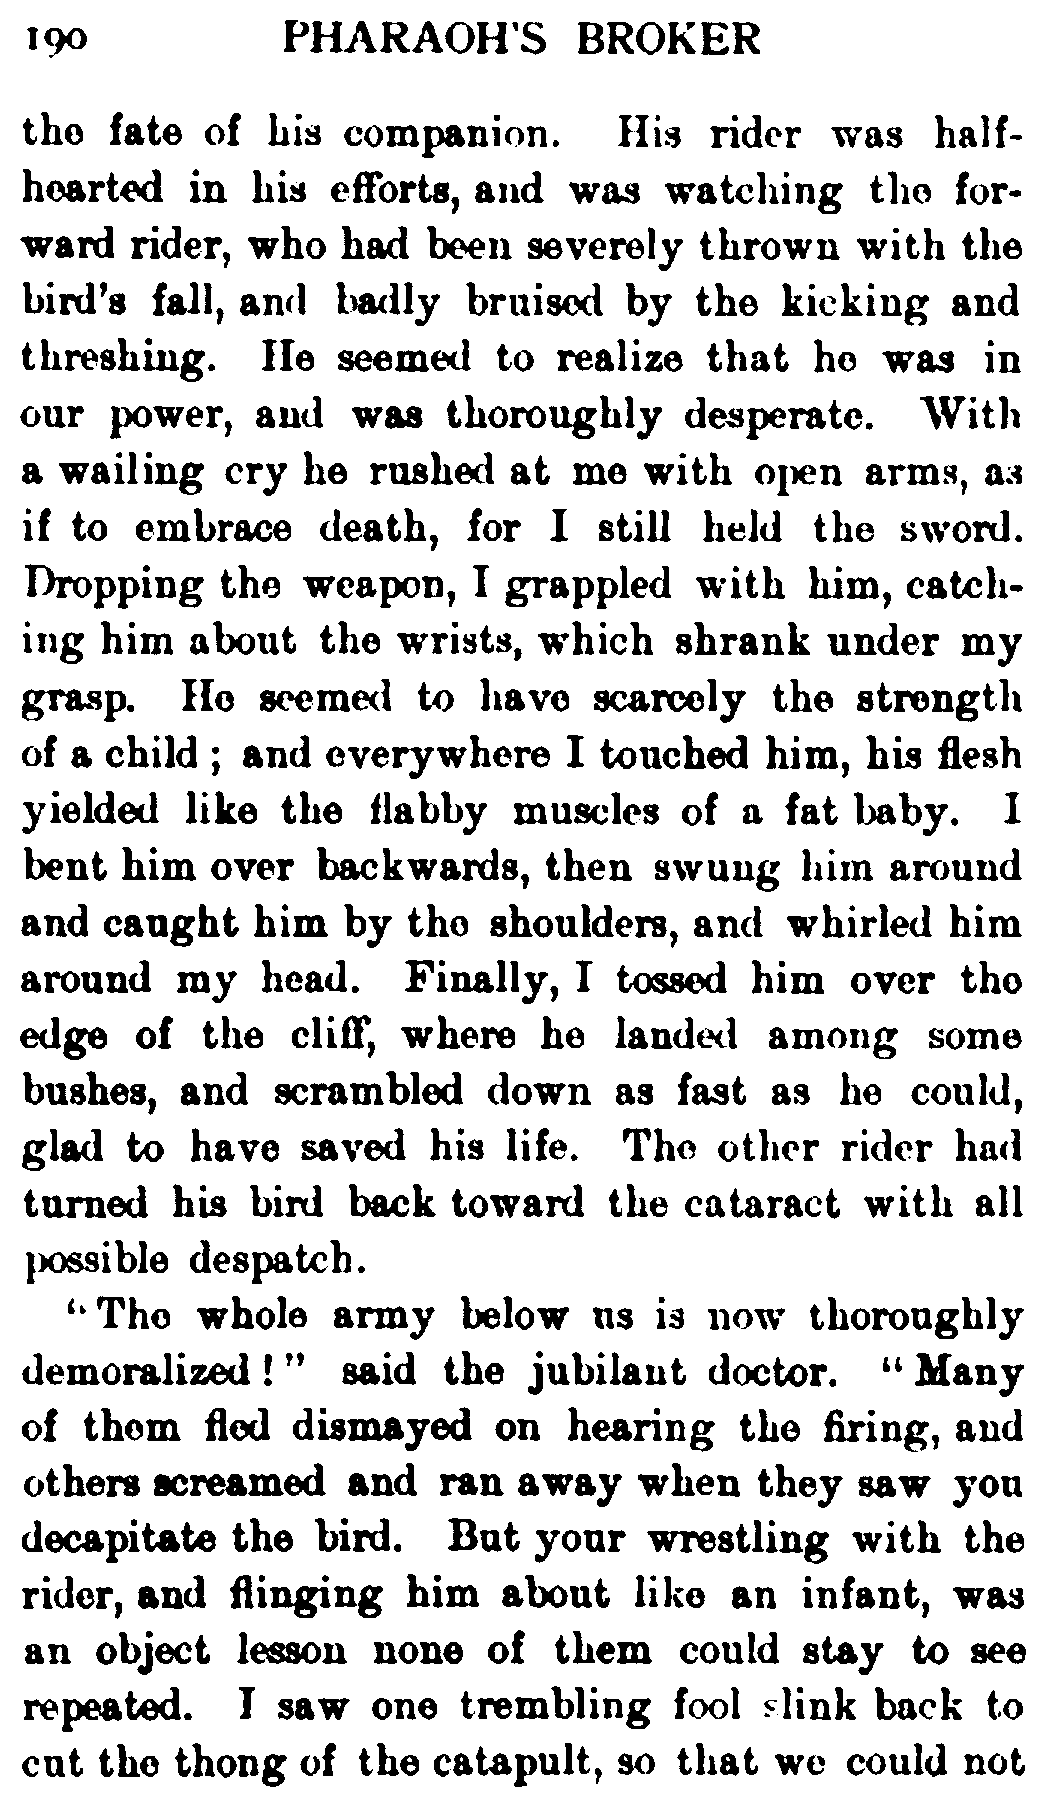 190 PHARAOH'S BROKER
the fate of his companion. His rider was half-
hearted in his efforts, and was watching the for-
ward rider, who had been severely thrown with the
bird's fall, and badly bruised by the kicking and
threshing. He seemed to realize that he was in
our power, and was thoroughly desperate. With
a wailing cry he rushed at me with open arms, as
if to embrace death, for I still held the sword.
Dropping the weapon, I grappled with him, catch-
ing him about the wrists, which shrank under my
grasp. He seemed to have scarcely the strength
of a child ; and everywhere I touched him, his flesh
yielded like the flabby muscles of a fat baby. I
bent him over backwards, then swung him around
and caught him by the shoulders, and whirled him
around my head. Finally, I tossed him over the
edge of the cliff, where he landed among some
bushes, and scrambled down as fast as he could,
glad to have saved his life. The other rider had
turned his bird back toward the cataract with all
possible despatch.
"The whole army below us is now thoroughly
demoralized!" said the jubilant doctor. "Many
of them fled dismayed on hearing the firing, and
others screamed and ran away when they saw you
decapitate the bird. But your wrestling with the
rider, and flinging him about like an infant, was
an object lesson none of them could stay to see
repeated. I saw one trembling fool slink back to
cut the thong of the catapult, so that we could not